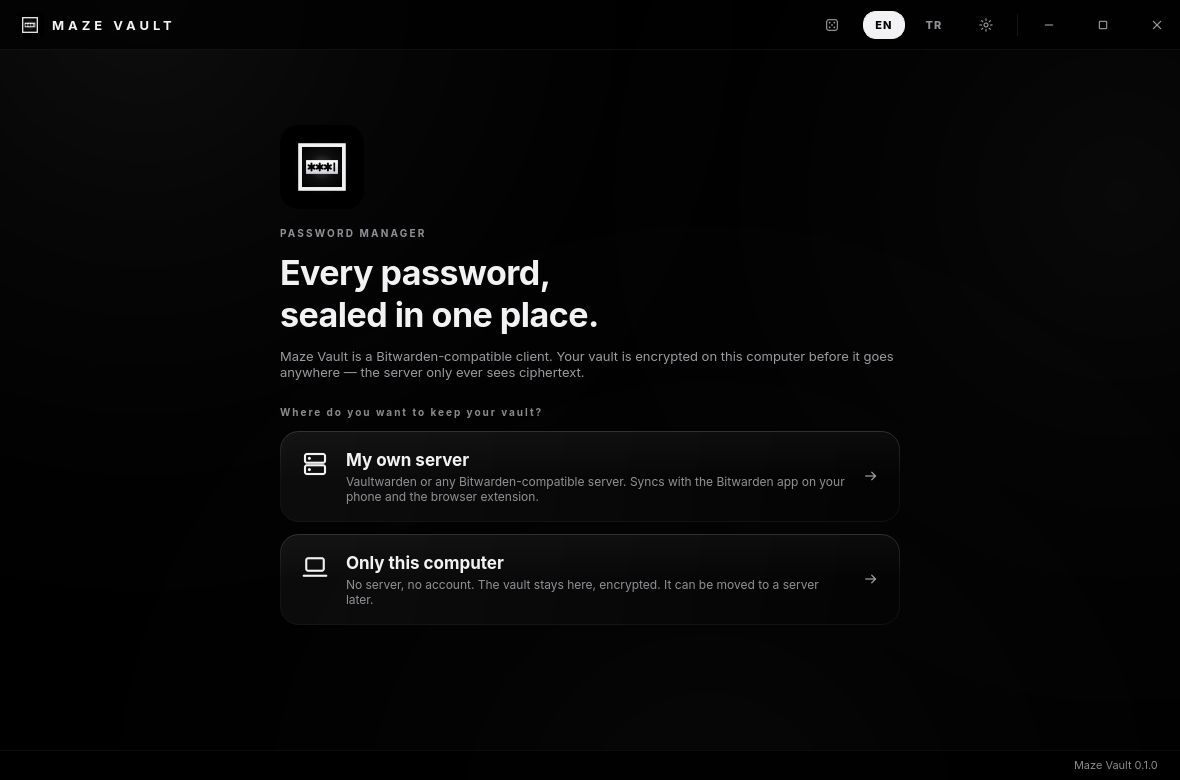 MAZE VAULT
EN
TR
***|
PASSWORD MANAGER
Every password,
sealed in one place.
Maze Vault is a Bitwarden-compatible client. Your vault is encrypted on this computer before it goes
anywhere — the server only ever sees ciphertext.
Where do you want to keep your vault?
My own server
Vaultwarden or any Bitwarden-compatible server. Syncs with the Bitwarden app on your
phone and the browser extension.
Only this computer
No server, no account. The vault stays here, encrypted. It can be moved to a server
later.
Maze Vault 0.1.0